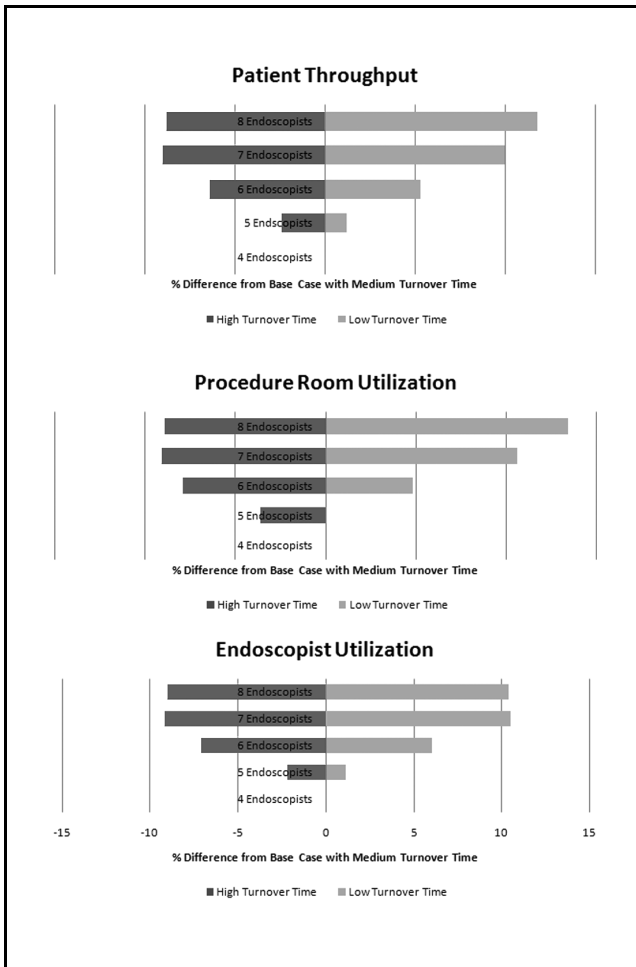 Patient Throughput
8 Endoscopists
7 Endoscopists
6 Endoscopists
5 Endscopists
4 Endoscopists
% Difference from Base Case with Medium Turnover Time
High Turnover Time Low Turnover Time
Procedure Room Utilization
8 Endoscopists
7 Endoscopists
6 Endoscopists
5 Endoscopists
4 Endoscopists
% Difference from Base Case with Medium Turnover Time
High Turnover Time Low Turnover Time
Endoscopist Utilization
8 Endoscopists
7 Endoscopists
6 Endoscopists
5 Endoscopists
4 Endoscopists
-15 -10 -5 0 5 10 15
% Difference from Base Case with Medium Turnover Time
High Turnover Time Low Turnover Time